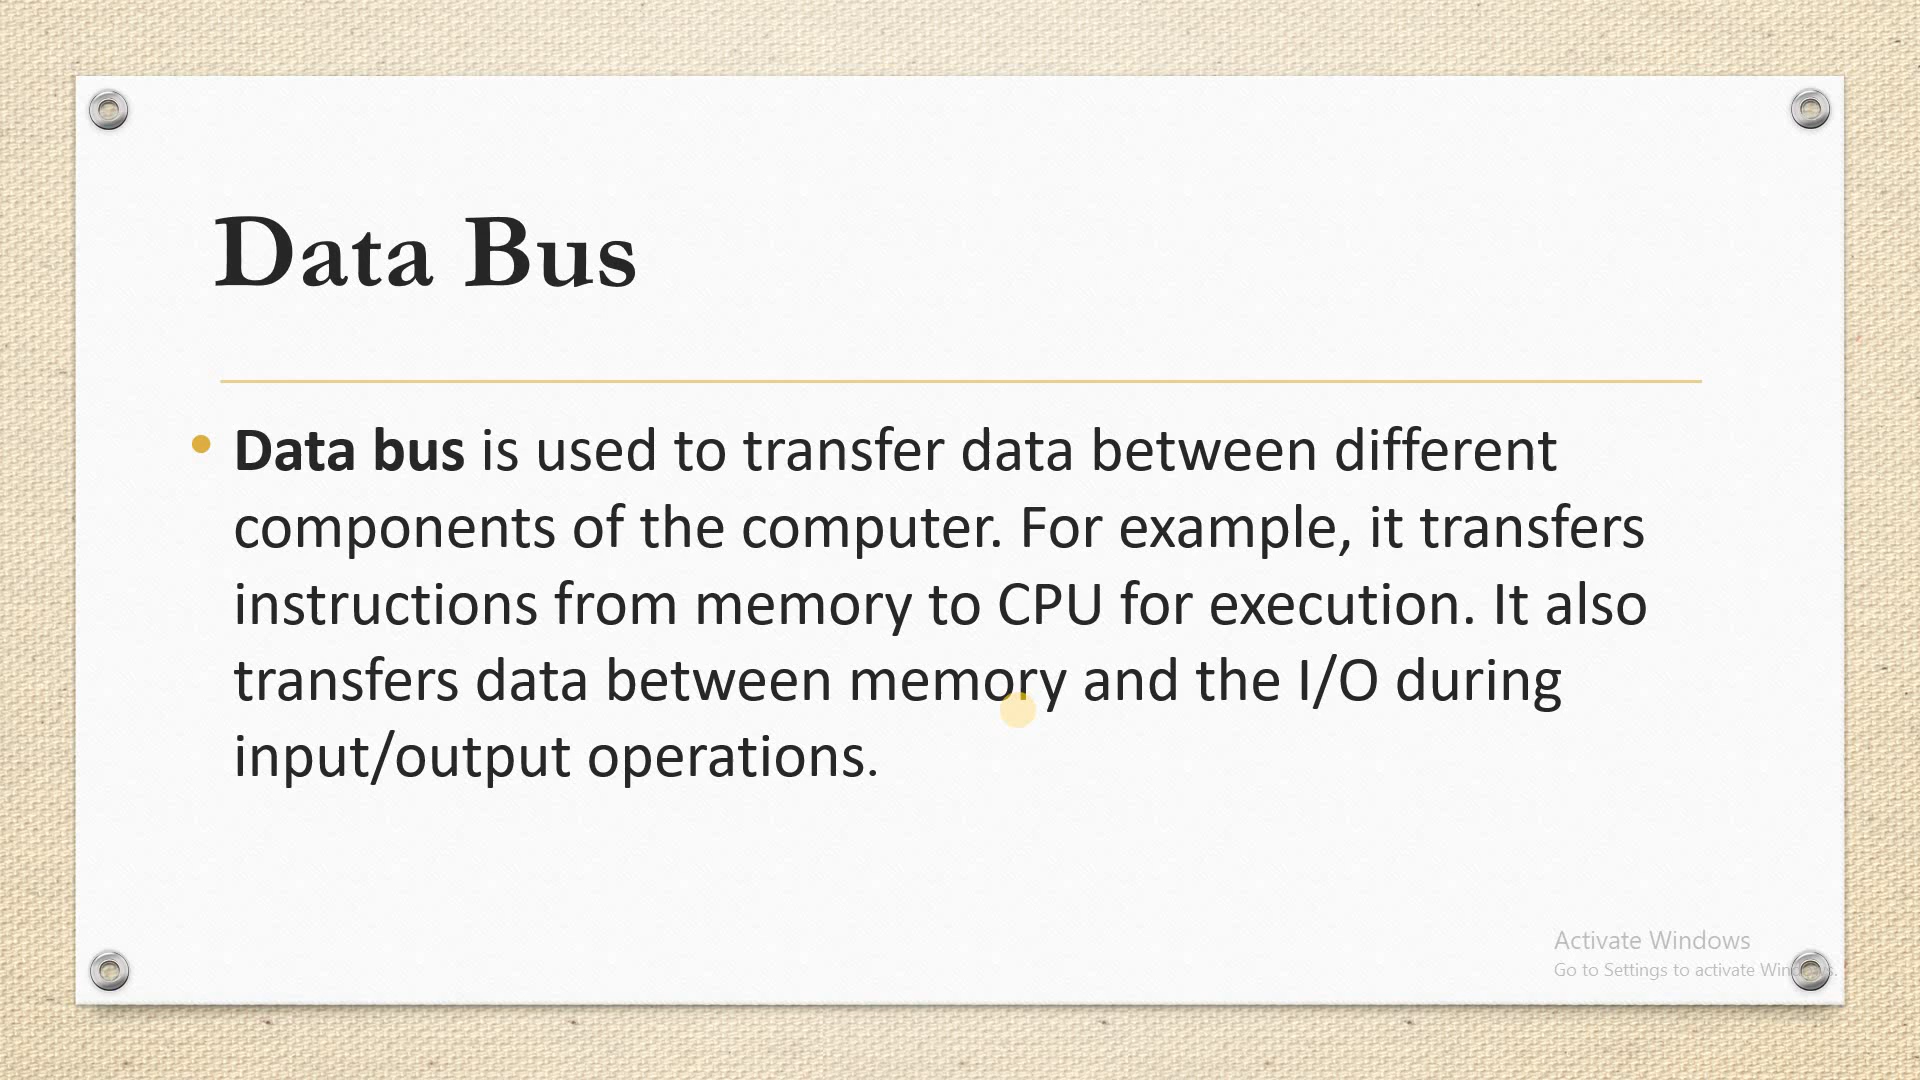 Data Bus
Data bus is used to transfer data between different
components of the computer. For example, it transfers
instructions from memory to CPU for execution. It also
transfers data between memory and the I/O during
input/output operations.
Activate Windows
Go to Settings to activate Windows.